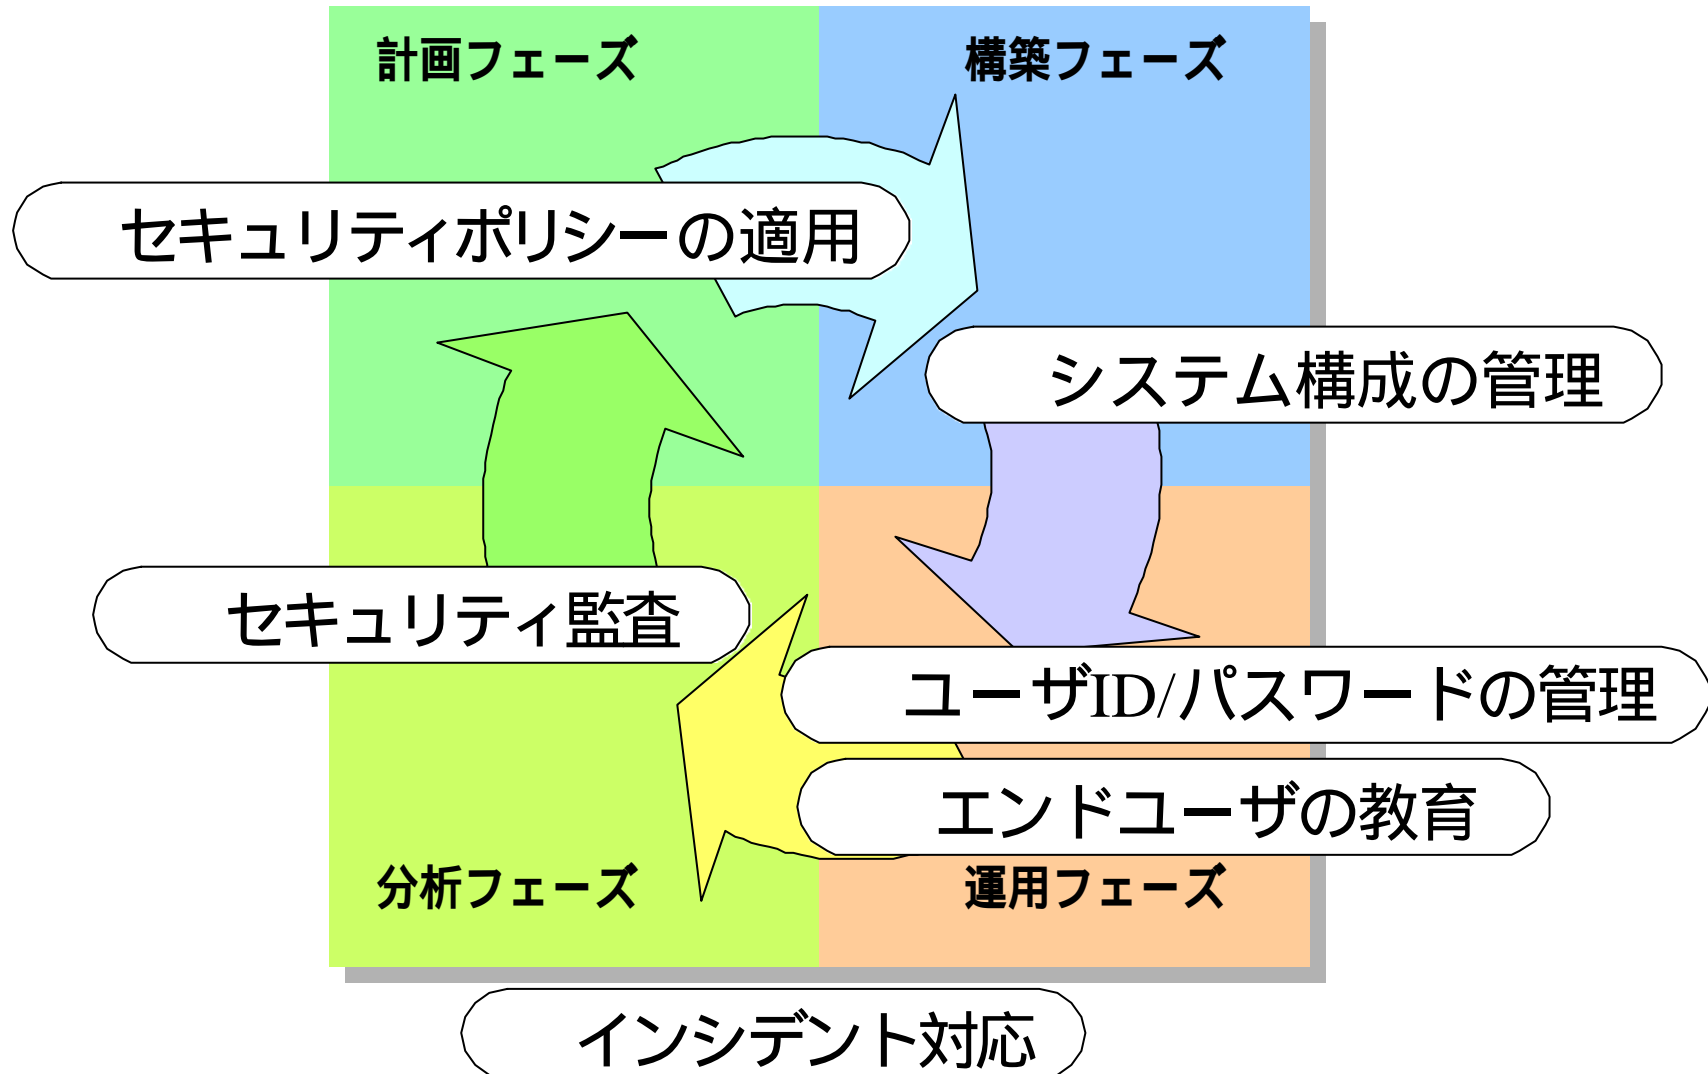 計画フェーズ
構築フェーズ
セキュリティポリシーの適用
システム構成の管理
セキュリティ監査
ユーザID/パスワードの管理
エンドユーザの教育
分析フェーズ
運用フェーズ
インシデント対応